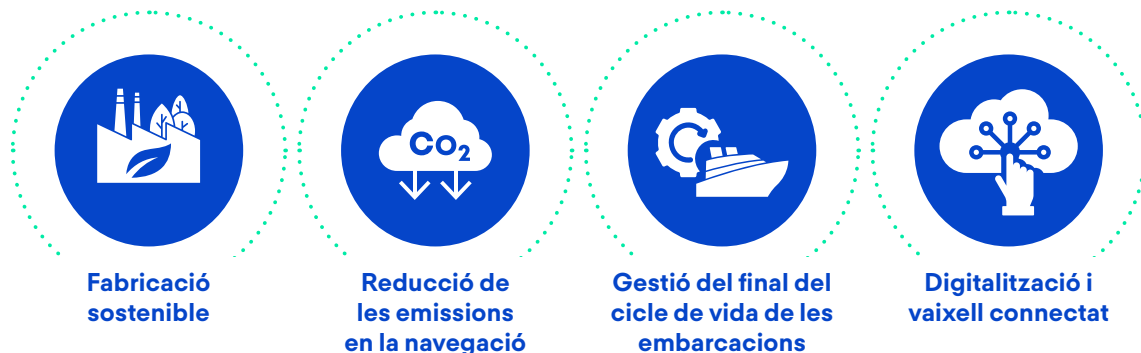 CO₂
Fabricació
sostenible
Reducció de
les emissions
en la navegació
Gestió del final del
cicle de vida de les
embarcacions
Digitalització i
vaixell connectat